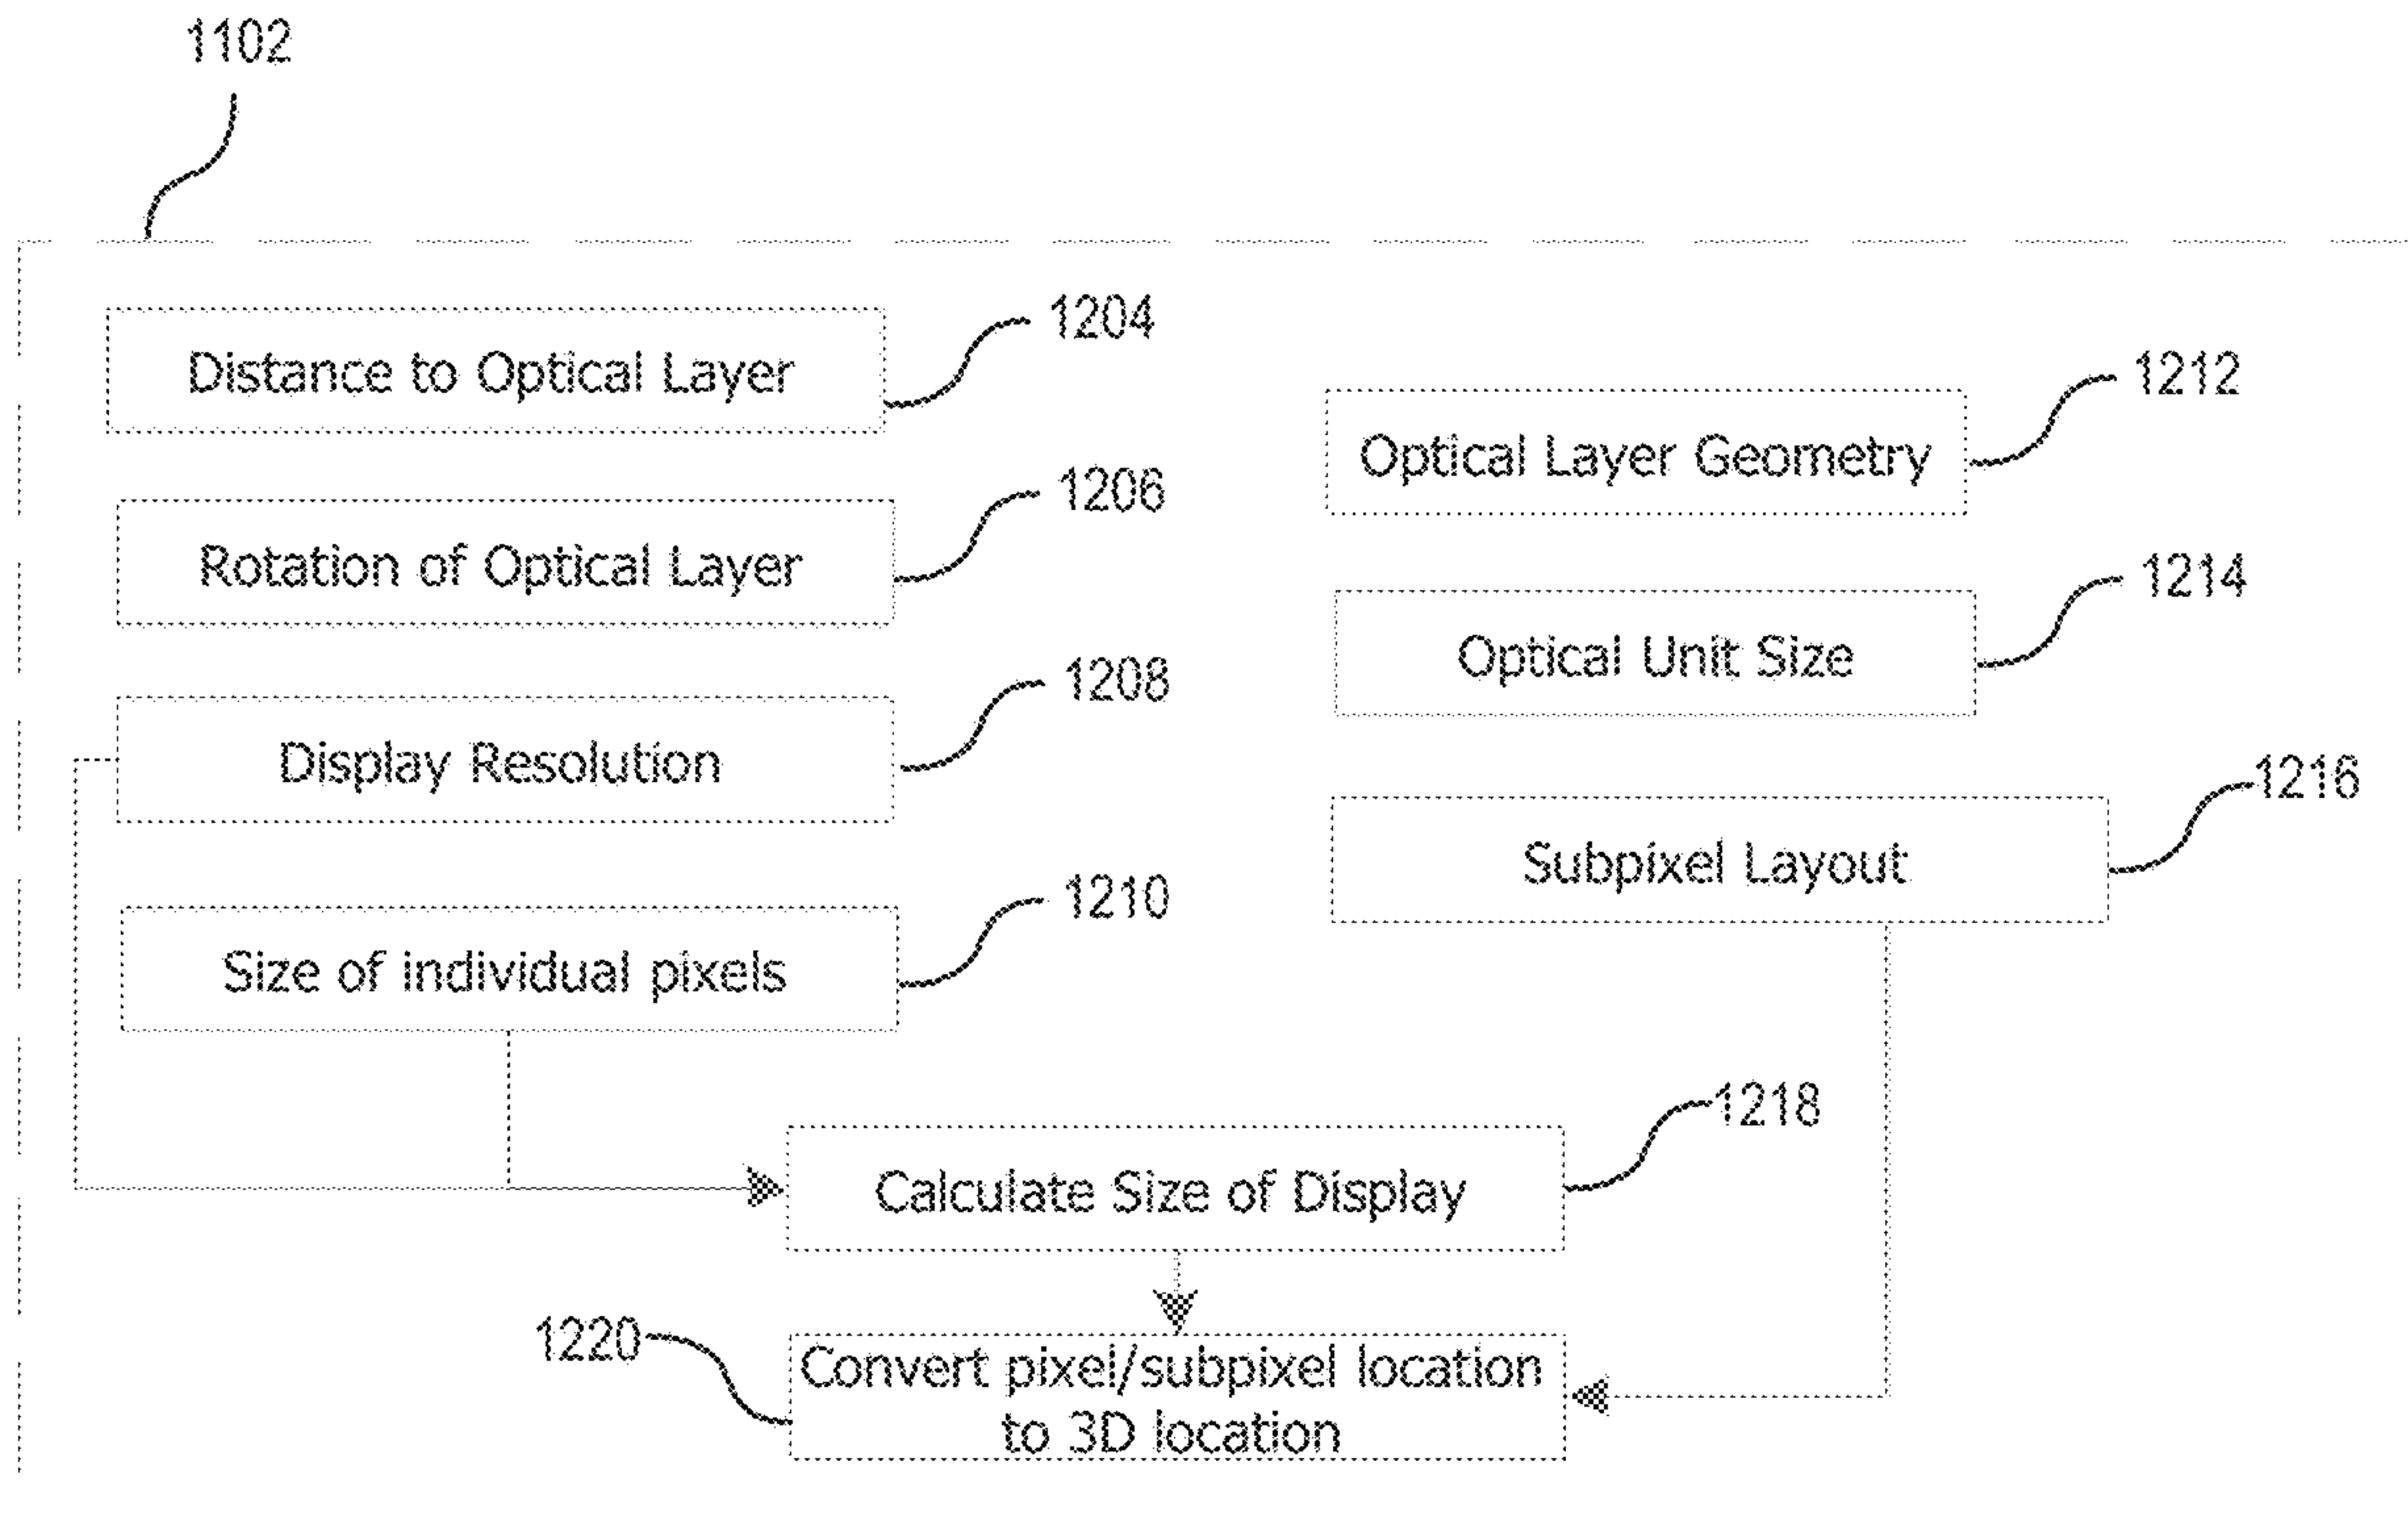 1102
Distance to Optical Layer
1204
Rotation of Optical Layer
1206
Display Resolution
1208
Size of individual pixels
1210
Optical Layer Geometry
1212
Optical Unit Size
1214
Subpixel Layout
1216
Calculate Size of Display
1218
1220
Convert pixel/subpixel location
to 3D location